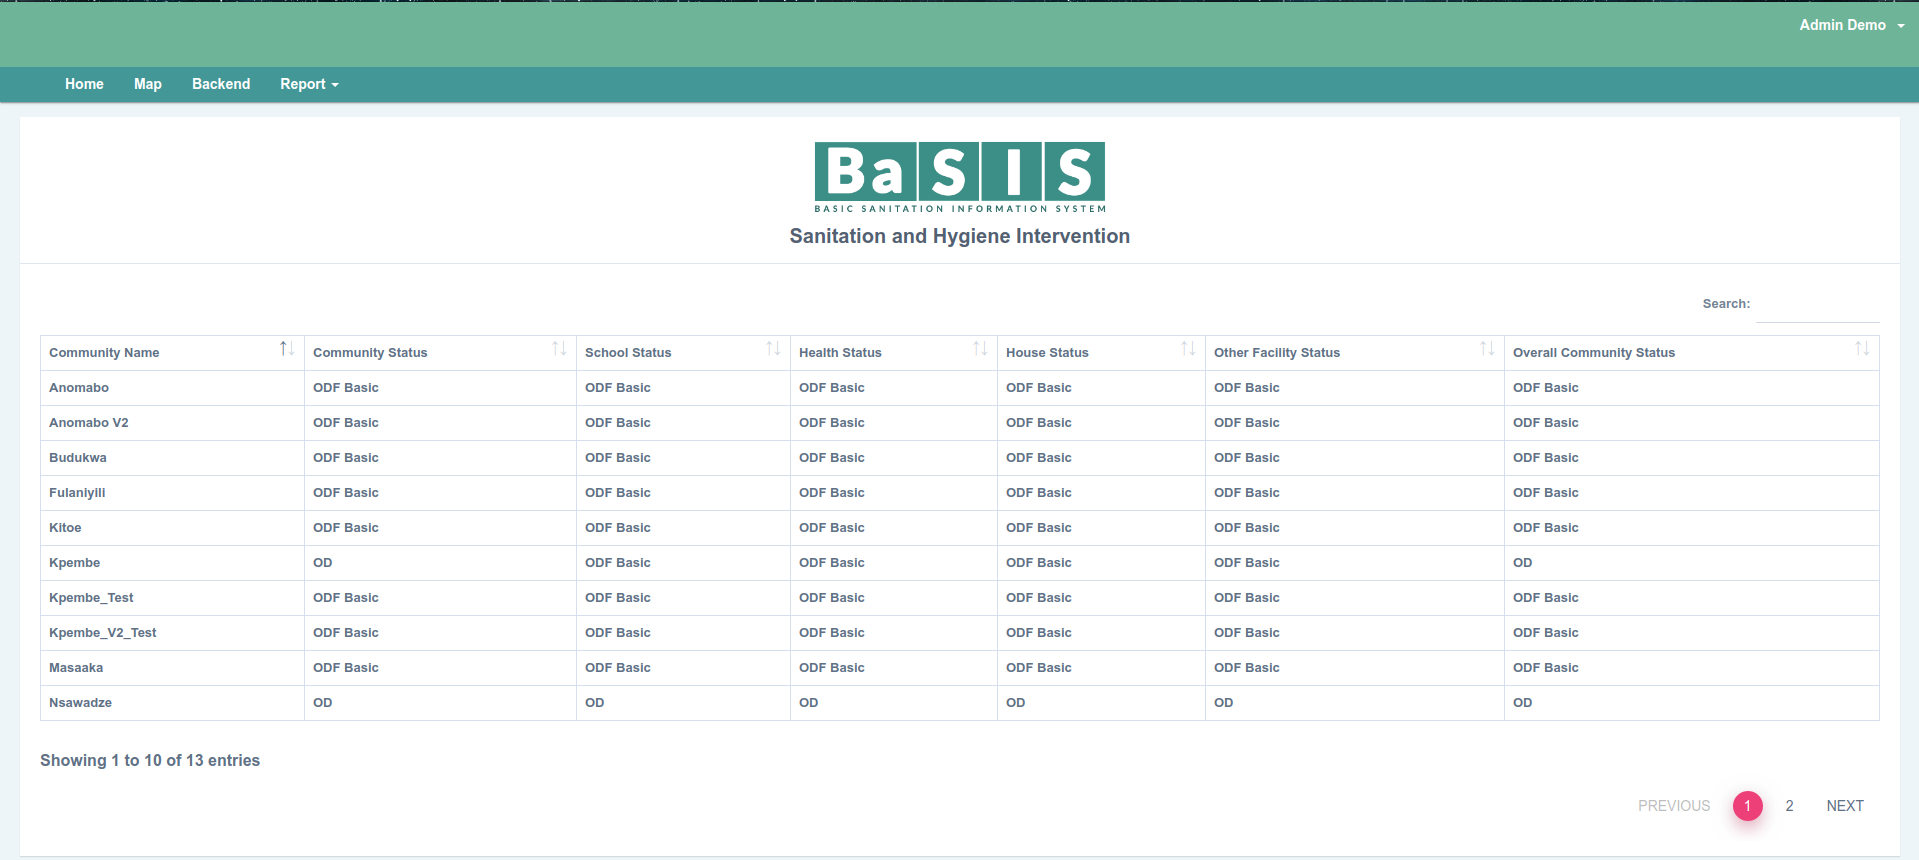 Admin Demo
Home Map Backend Report
BaSIS
BASIC SANITATION INFORMATION SYSTEM
Sanitation and Hygiene Intervention
Search:
Community Name Community Status School Status Health Status House Status Other Facility Status Overall Community Status
Anomabo ODF Basic ODF Basic ODF Basic ODF Basic ODF Basic ODF Basic
Anomabo V2 ODF Basic ODF Basic ODF Basic ODF Basic ODF Basic ODF Basic
Budukwa ODF Basic ODF Basic ODF Basic ODF Basic ODF Basic ODF Basic
Fulaniyili ODF Basic ODF Basic ODF Basic ODF Basic ODF Basic ODF Basic
Kitoe ODF Basic ODF Basic ODF Basic ODF Basic ODF Basic ODF Basic
Kpembe OD ODF Basic ODF Basic ODF Basic ODF Basic OD
Kpembe_Test ODF Basic ODF Basic ODF Basic ODF Basic ODF Basic ODF Basic
Kpembe_V2_Test ODF Basic ODF Basic ODF Basic ODF Basic ODF Basic ODF Basic
Masaaka ODF Basic ODF Basic ODF Basic ODF Basic ODF Basic ODF Basic
Nsawadze OD OD OD OD OD OD
Showing 1 to 10 of 13 entries
PREVIOUS 1 2 NEXT